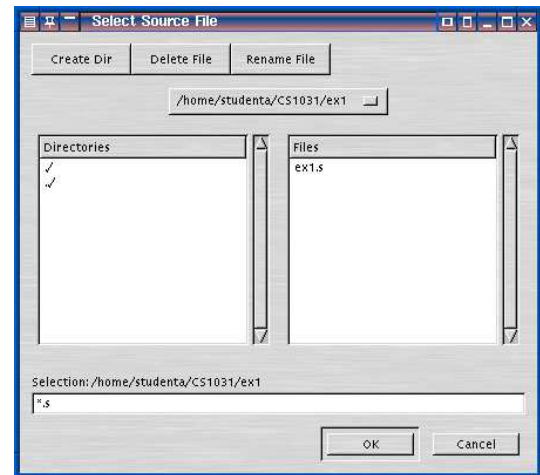 Select Source File
Create Dir
Delete File
Rename File
/home/studenta/CS1031/ex1
Directories
./
../
Files
ex1.s
Selection:/home/studenta/CS1031/ex1
*.s
OK
Cancel